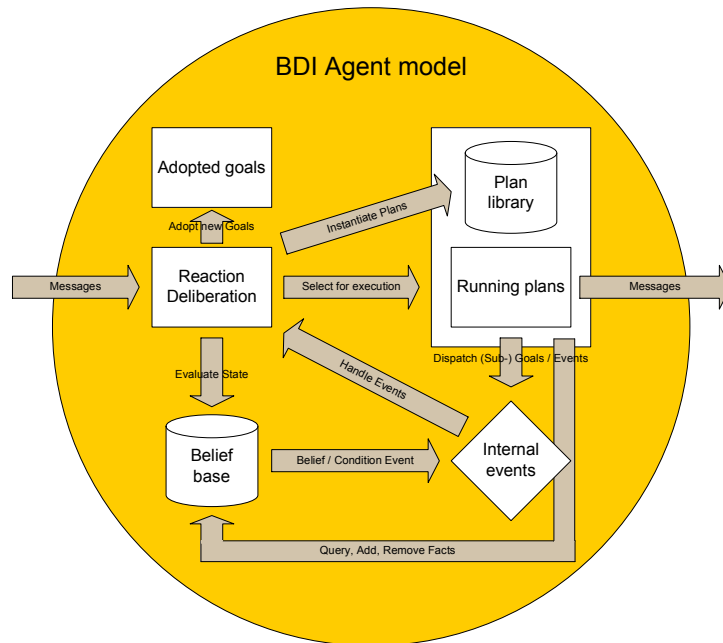 BDI Agent model
Adopted goals
Plan
library
Instantiate Plans
Adopt new Goals
Messages
Reaction
Deliberation
Select for execution
Running plans
Messages
Dispatch (Sub-) Goals / Events
Handle Events
Evaluate State
Belief
base
Belief / Condition Event
Internal
events
Query, Add, Remove Facts